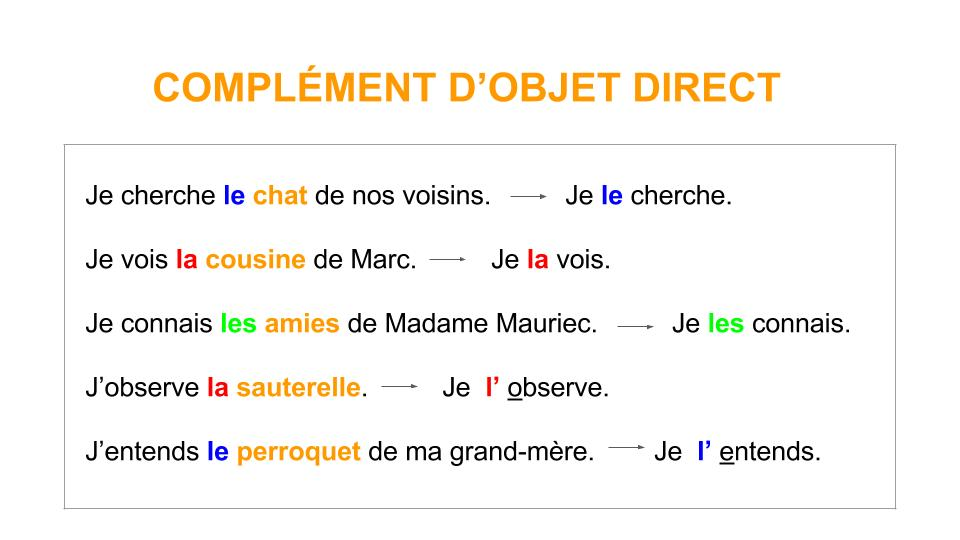 COMPLÉMENT D’OBJET DIRECT
Je cherche le chat de nos voisins. Je le cherche.
Je vois la cousine de Marc. Je la vois.
Je connais les amies de Madame Mauriec. Je les connais.
J’observe la sauterelle. Je l’ observe.
J’entends le perroquet de ma grand-mère. Je l’ entends.